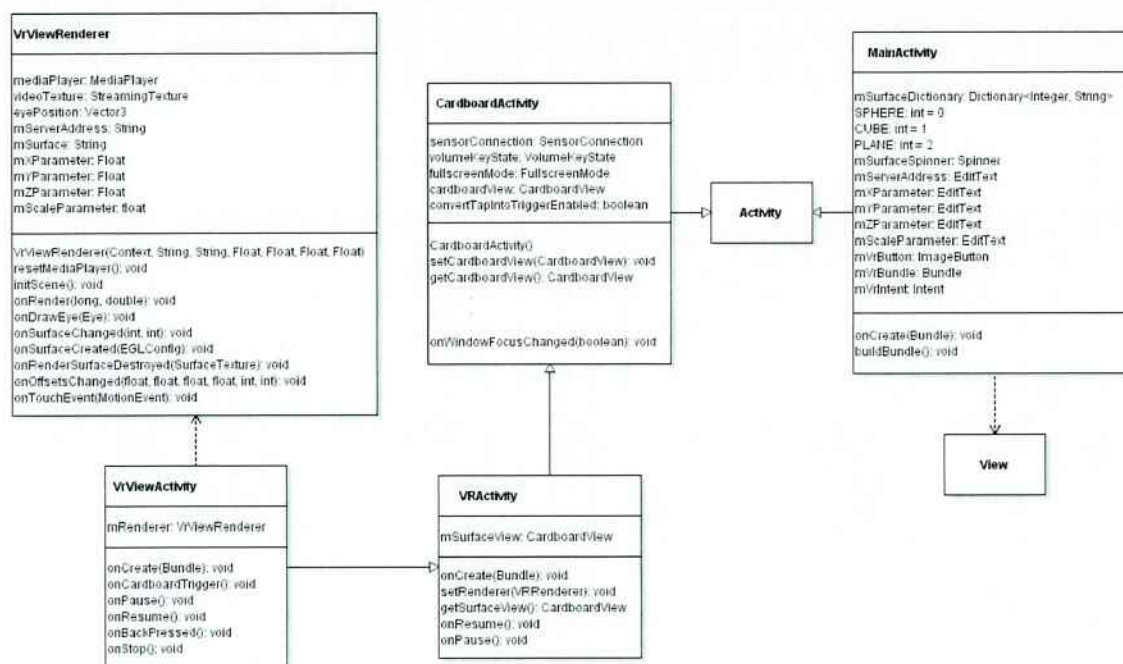 VrViewRenderer
mediaPlayer: MediaPlayer
videoTexture: StreamingTexture
eyePosition: Vector3
mServerAddress: String
mSurface: String
mXParameter: Float
mYParameter: Float
mZParameter: Float
mScaleParameter: float
VrViewRenderer(Context, String, String, Float, Float, Float, Float)
resetMediaPlayer(): void
initScene(): void
onRender(long, double): void
onDrawEye(Eye): void
onSurfaceChanged(int, int): void
onSurfaceCreated(EGLConfig): void
onRenderSurfaceDestroyed(SurfaceTexture): void
onOffsetsChanged(float, float, float, float, int, int): void
onTouchEvent(MotionEvent): void
CardboardActivity
sensorConnection: SensorConnection
volumeKeyState: VolumeKeyState
fullscreenMode: FullscreenMode
cardboardView: CardboardView
convertTapIntoTriggerEnabled: boolean
CardboardActivity()
setCardboardView(CardboardView): void
getCardboardView(): CardboardView
onWindowFocusChanged(boolean): void
Activity
MainActivity
mSurfaceDictionary: Dictionary<Integer, String>
SPHERE: int = 0
CUBE: int = 1
PLANE: int = 2
mSurfaceSpinner: Spinner
mServerAddress: EditText
mXParameter: EditText
mYParameter: EditText
mZParameter: EditText
mScaleParameter: EditText
mVrButton: ImageButton
mVrBundle: Bundle
mVrIntent: Intent
onCreate(Bundle): void
buildBundle(): void
View
VrViewActivity
mRenderer: VrViewRenderer
onCreate(Bundle): void
onCardboardTrigger(): void
onPause(): void
onResume(): void
onBackPressed(): void
onStop(): void
VRActivity
mSurfaceView: CardboardView
onCreate(Bundle): void
setRenderer(VRRenderer): void
getSurfaceView(): CardboardView
onResume(): void
onPause(): void